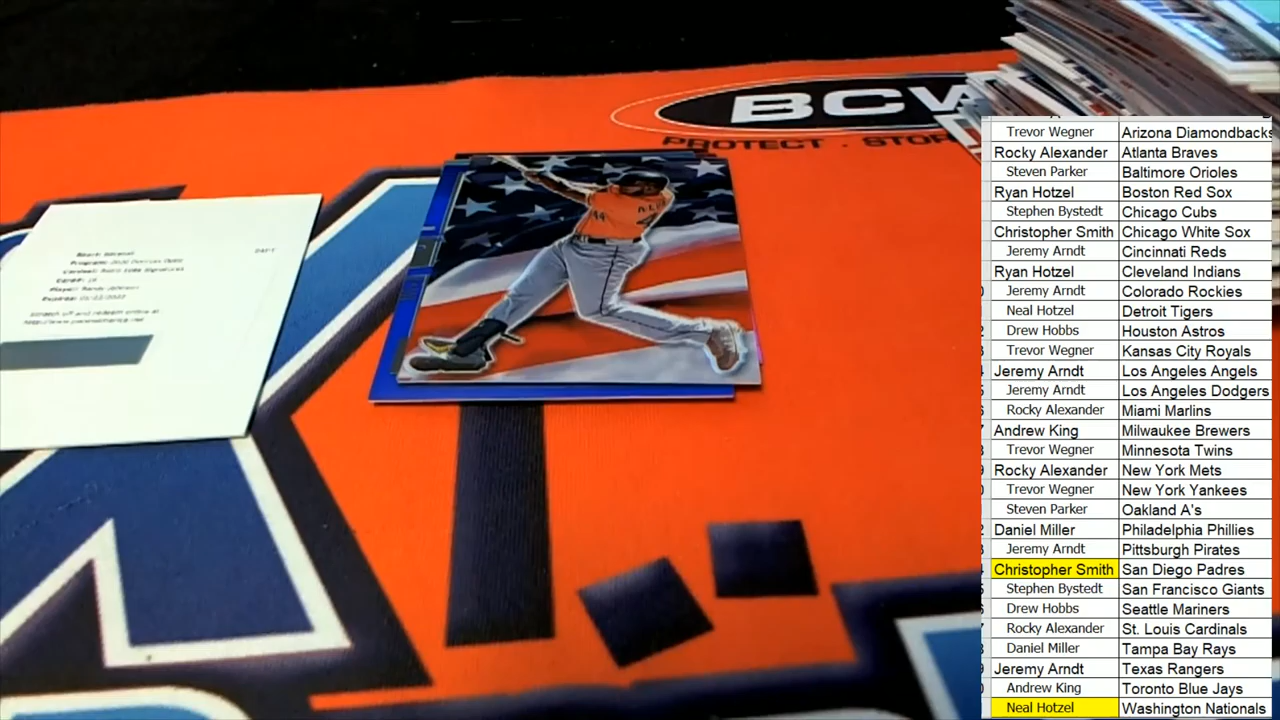 BCW
PROTECT · STOR
Trevor Wegner Arizona Diamondbacks
Rocky Alexander Atlanta Braves
Steven Parker Baltimore Orioles
Ryan Hotzel Boston Red Sox
Stephen Bystedt Chicago Cubs
Christopher Smith Chicago White Sox
Jeremy Arndt Cincinnati Reds
Ryan Hotzel Cleveland Indians
Jeremy Arndt Colorado Rockies
Neal Hotzel Detroit Tigers
Drew Hobbs Houston Astros
Trevor Wegner Kansas City Royals
Jeremy Arndt Los Angeles Angels
Jeremy Arndt Los Angeles Dodgers
Rocky Alexander Miami Marlins
Andrew King Milwaukee Brewers
Trevor Wegner Minnesota Twins
Rocky Alexander New York Mets
Trevor Wegner New York Yankees
Steven Parker Oakland A's
Daniel Miller Philadelphia Phillies
Jeremy Arndt Pittsburgh Pirates
Christopher Smith San Diego Padres
Stephen Bystedt San Francisco Giants
Drew Hobbs Seattle Mariners
Rocky Alexander St. Louis Cardinals
Daniel Miller Tampa Bay Rays
Jeremy Arndt Texas Rangers
Andrew King Toronto Blue Jays
Neal Hotzel Washington Nationals
44